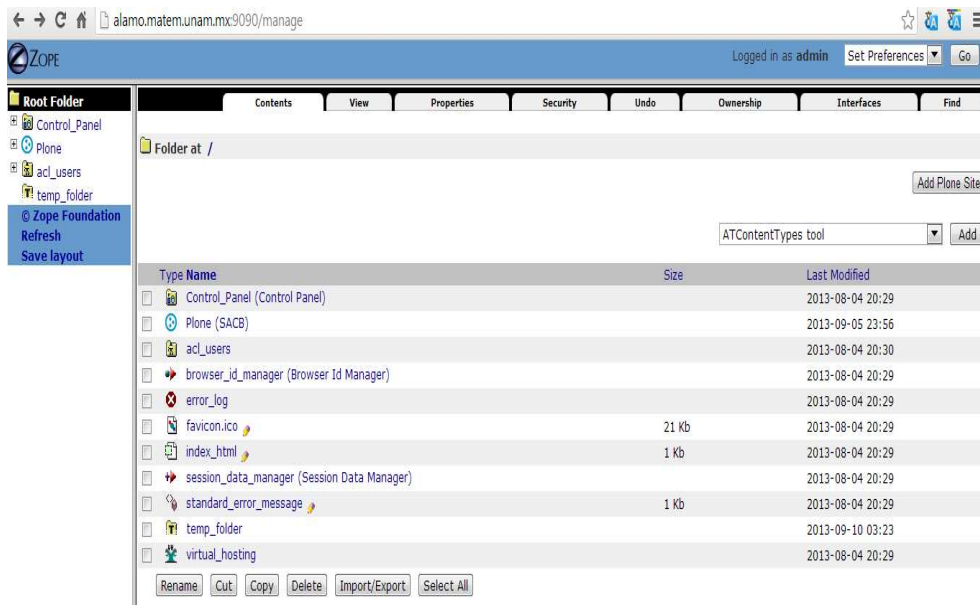 alamo.matem.unam.mx:9090/manage
ZOPE
Logged in as admin Set Preferences Go
Root Folder
Control_Panel
Plone
acl_users
temp_folder
© Zope Foundation
Refresh
Save layout
Contents View Properties Security Undo Ownership Interfaces Find
Folder at /
Add Plone Site
ATContentTypes tool Add
Type Name Size Last Modified
Control_Panel (Control Panel) 2013-08-04 20:29
Plone (SACB) 2013-09-05 23:56
acl_users 2013-08-04 20:30
browser_id_manager (Browser Id Manager) 2013-08-04 20:29
error_log 2013-08-04 20:29
favicon.ico 21 Kb 2013-08-04 20:29
index_html 1 Kb 2013-08-04 20:29
session_data_manager (Session Data Manager) 2013-08-04 20:29
standard_error_message 1 Kb 2013-08-04 20:29
temp_folder 2013-09-10 03:23
virtual_hosting 2013-08-04 20:29
Rename Cut Copy Delete Import/Export Select All